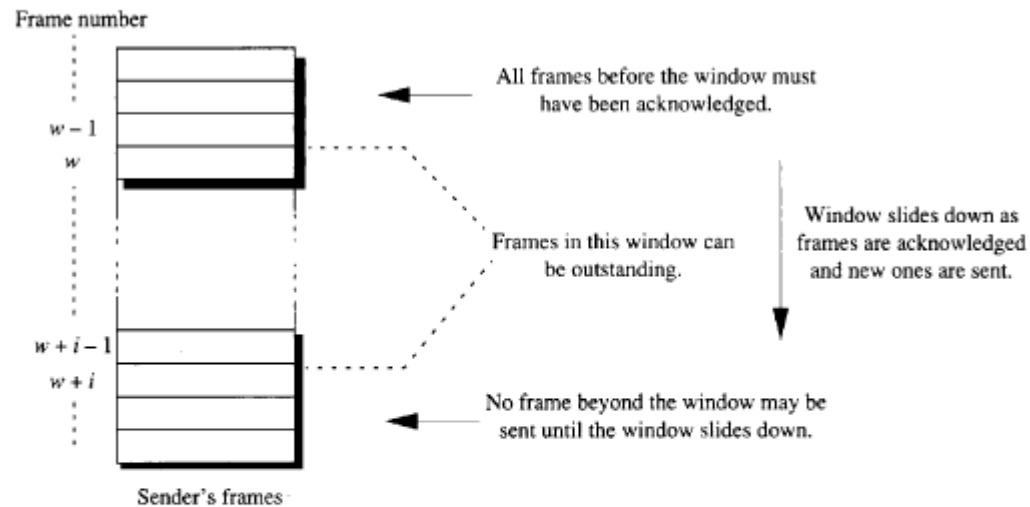 Frame number
All frames before the window must
have been acknowledged.
w – 1
w
Window slides down as
frames are acknowledged
and new ones are sent.
Frames in this window can
be outstanding.
w + i – 1
w + i
No frame beyond the window may be
sent until the window slides down.
Sender's frames